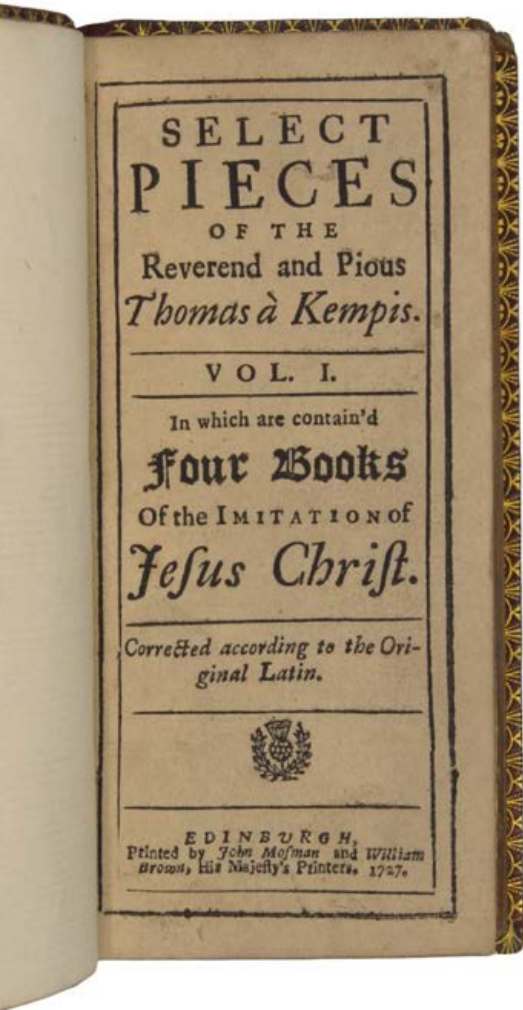 SELECT
PIECES
OF THE
Reverend and Pious
Thomas à Kempis.
VOL. I.
In which are contain'd
Four Books
Of the IMITATION of
Jeſus Chriſt.
Corrected according to the Ori-
ginal Latin.
EDINBURGH,
Printed by John Moſman and William
Brown, His Majeſty's Printers. 1727.